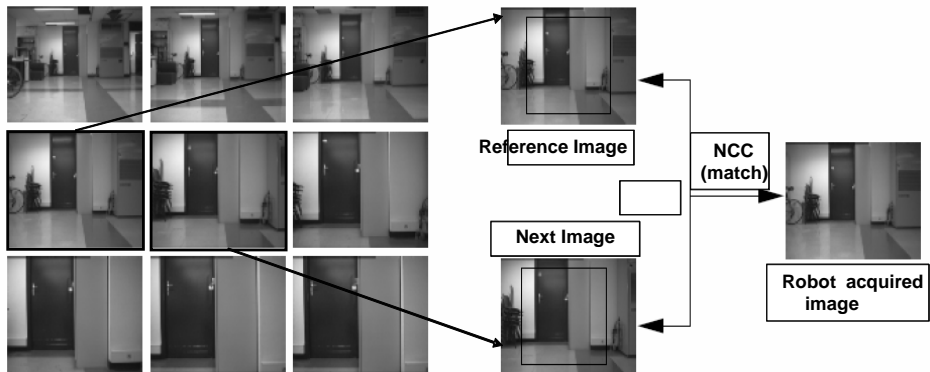 Reference Image
NCC
(match)
Next Image
Robot acquired
image